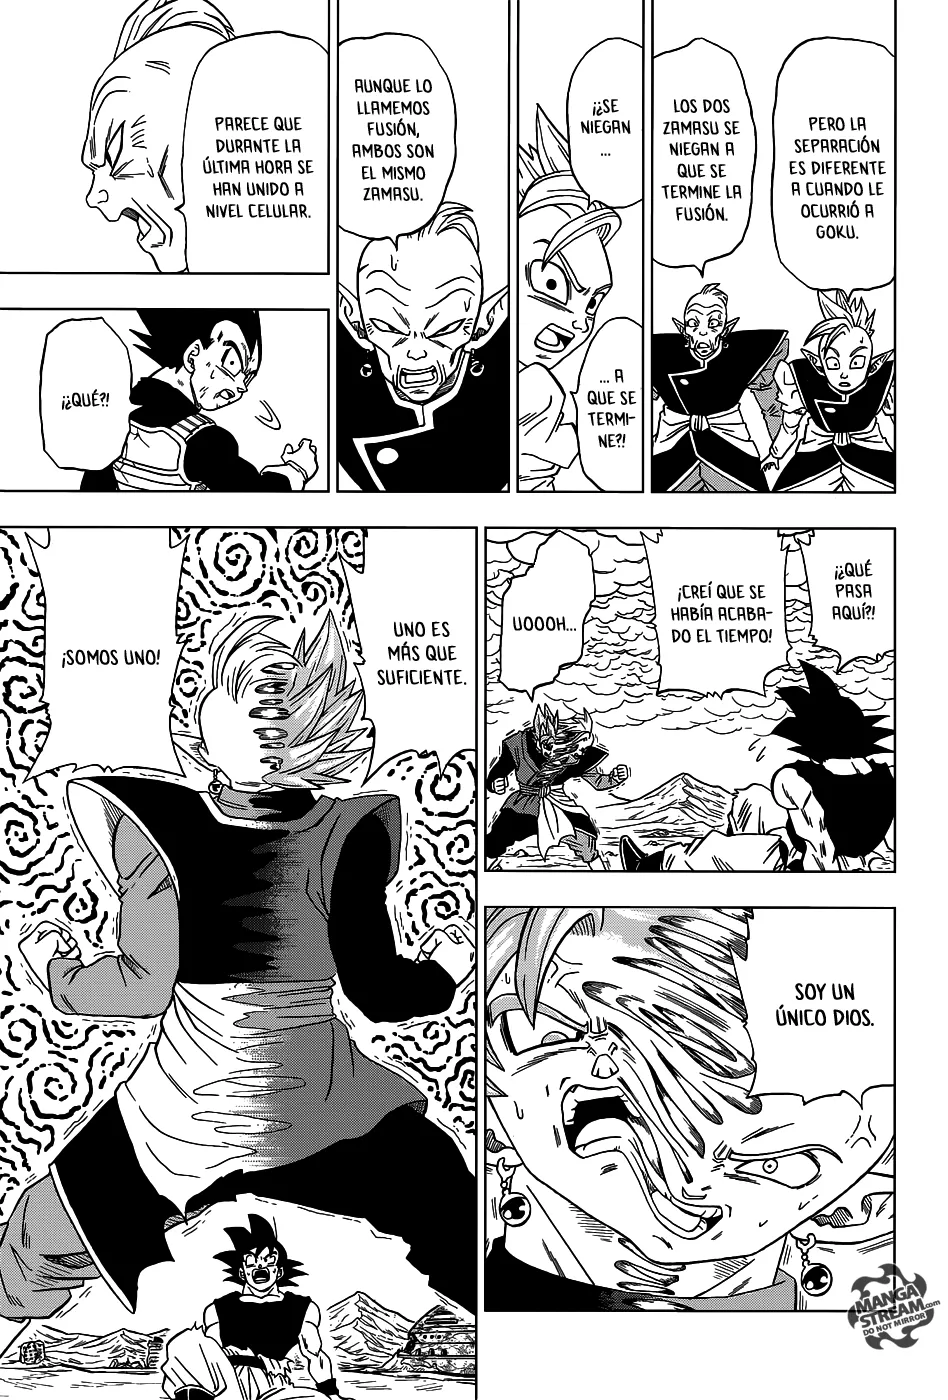 PERO LA
SEPARACIÓN
ES DIFERENTE
A CUANDO LE
OCURRIÓ A
GOKU.
LOS DOS
ZAMASU SE
NIEGAN A
QUE SE
TERMINE LA
FUSIÓN.
¡¿SE
NIEGAN
...
... A
QUE SE
TERMI-
NE?!
AUNQUE LO
LLAMEMOS
FUSIÓN,
AMBOS SON
EL MISMO
ZAMASU.
PARECE QUE
DURANTE LA
ÚLTIMA HORA SE
HAN UNIDO A
NIVEL CELULAR.
¡¿QUÉ?!
¡¿QUÉ
PASA
AQUÍ?!
¡CREÍ QUE SE
HABÍA ACABA-
DO EL TIEMPO!
UOOOH...
SOY UN
ÚNICO DIOS.
UNO ES
MÁS QUE
SUFICIENTE.
¡SOMOS UNO!
MANGA
STREAM.com
DO NOT MIRROR